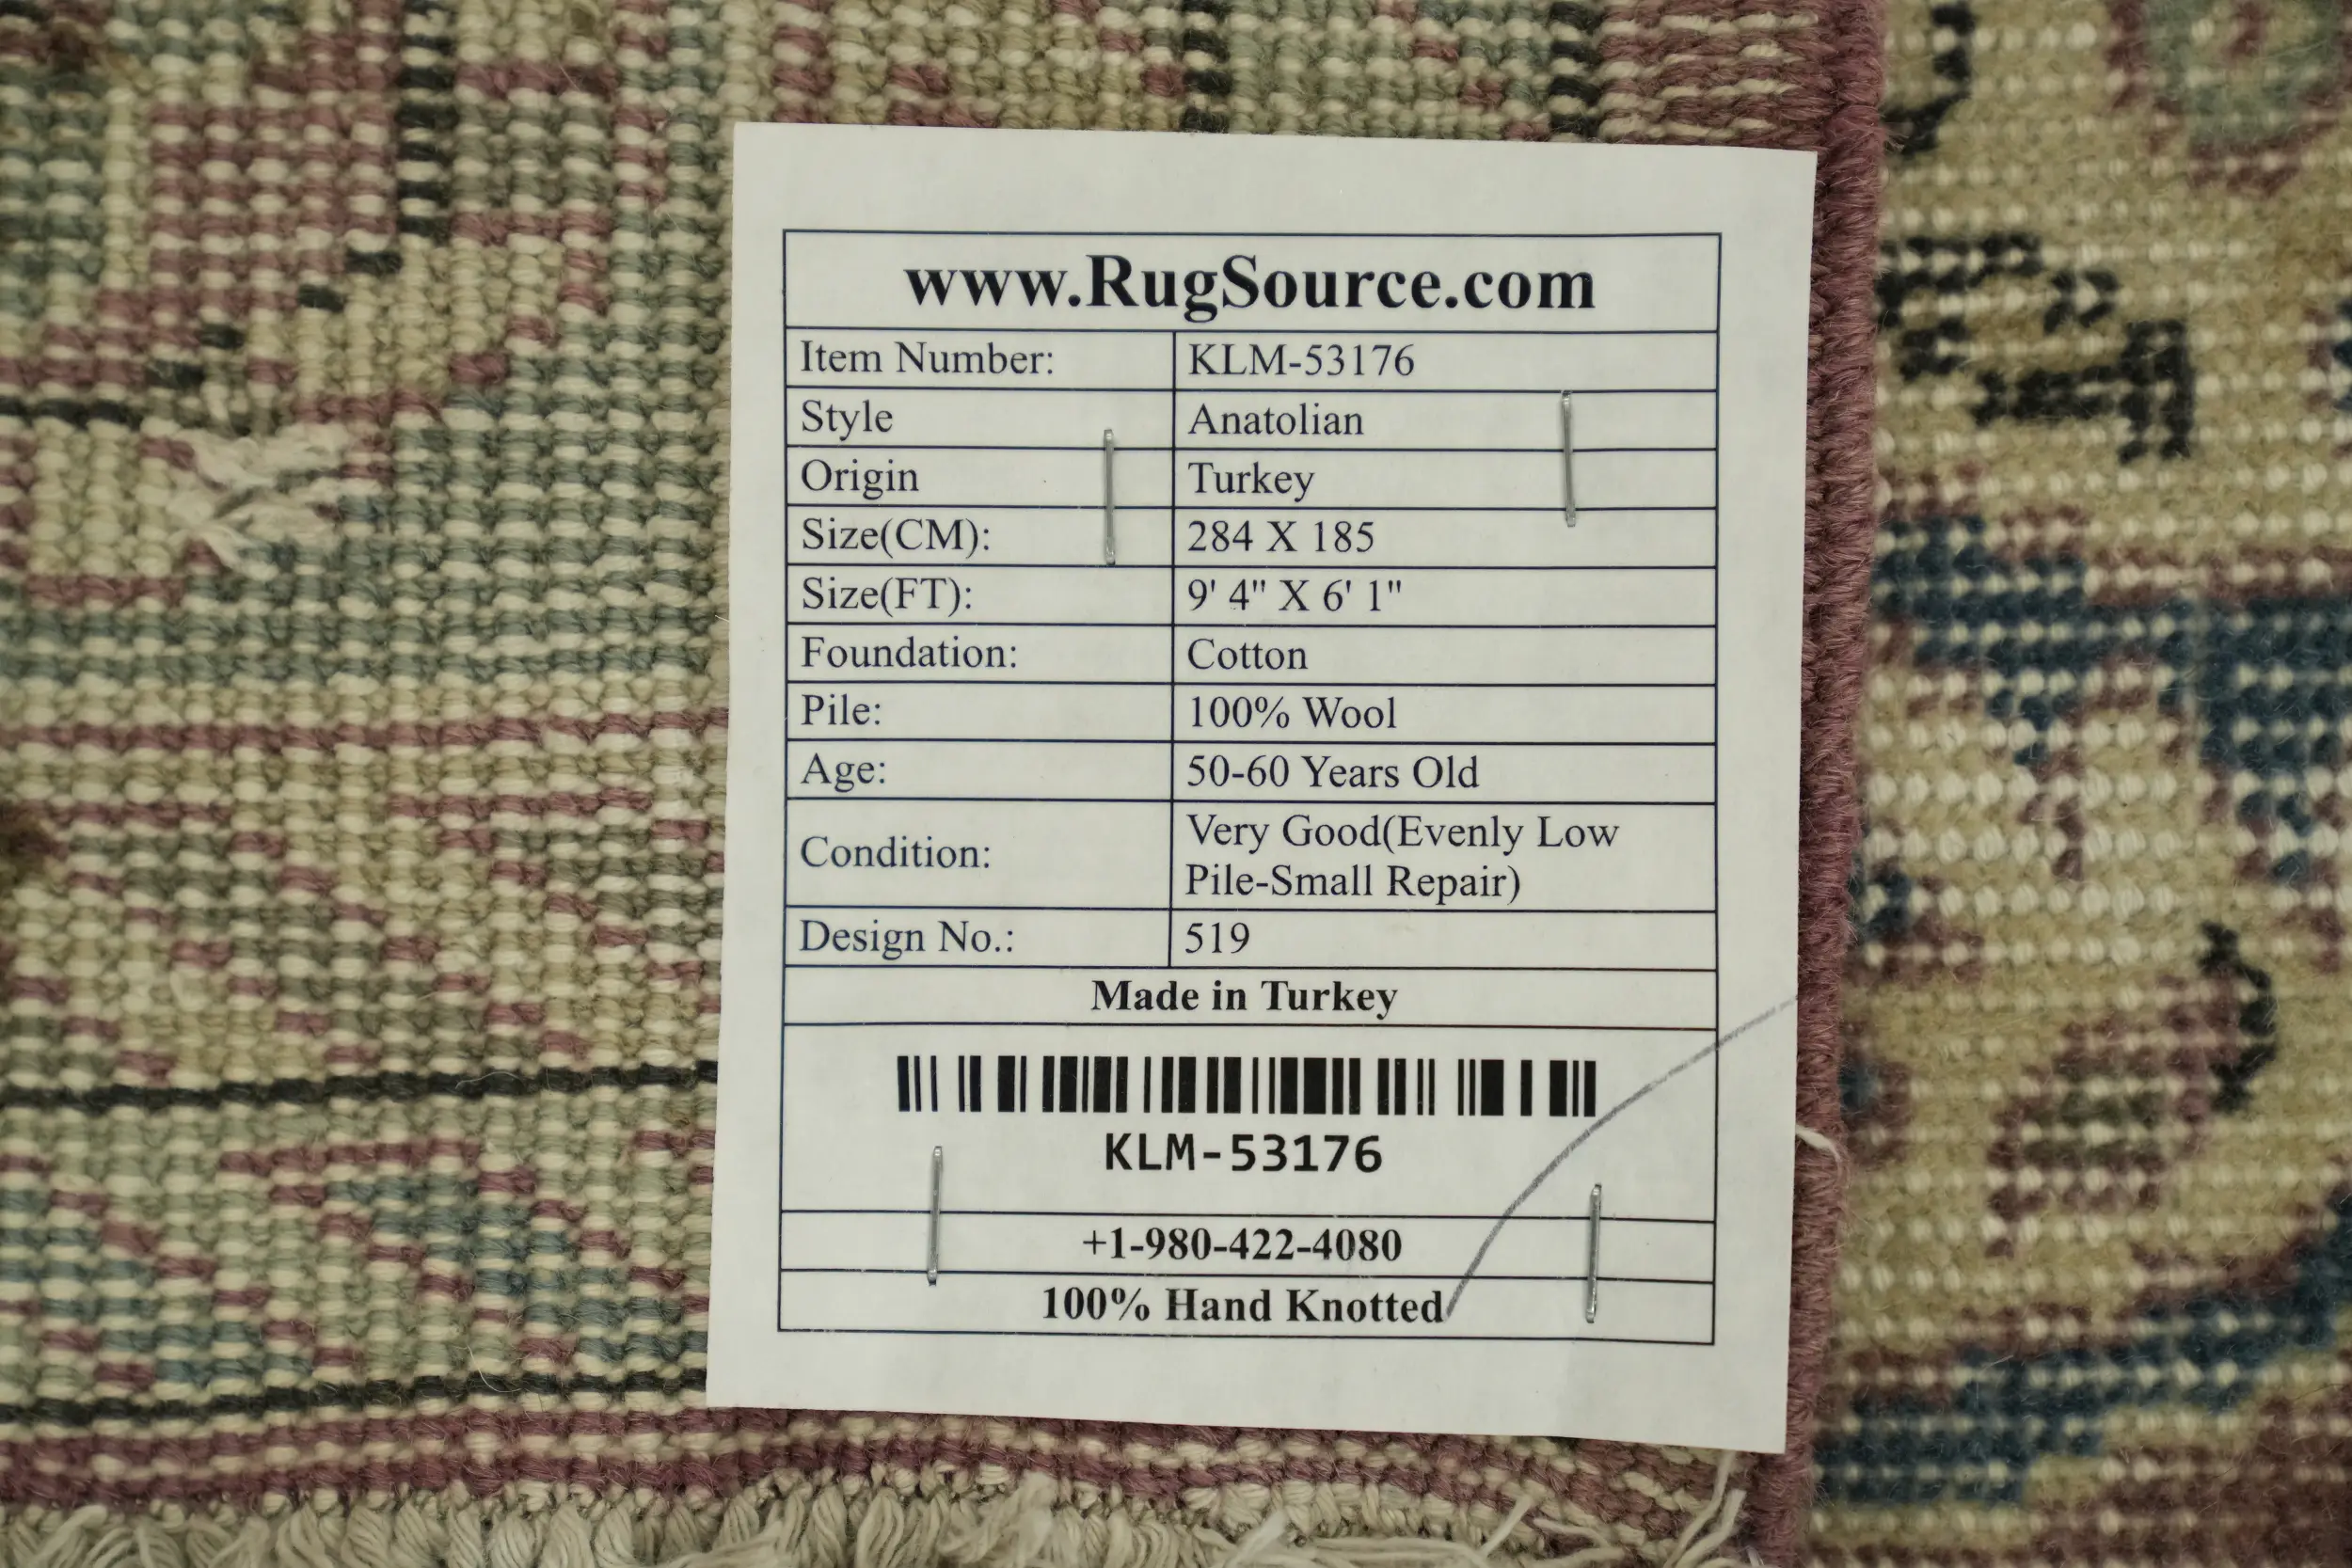 www.RugSource.com
Item Number: KLM-53176
Style Anatolian
Origin Turkey
Size(CM): 284 X 185
Size(FT): 9' 4" X 6' 1"
Foundation: Cotton
Pile: 100% Wool
Age: 50-60 Years Old
Condition: Very Good(Evenly Low
Pile-Small Repair)
Design No.: 519
Made in Turkey
KLM-53176
+1-980-422-4080
100% Hand Knotted